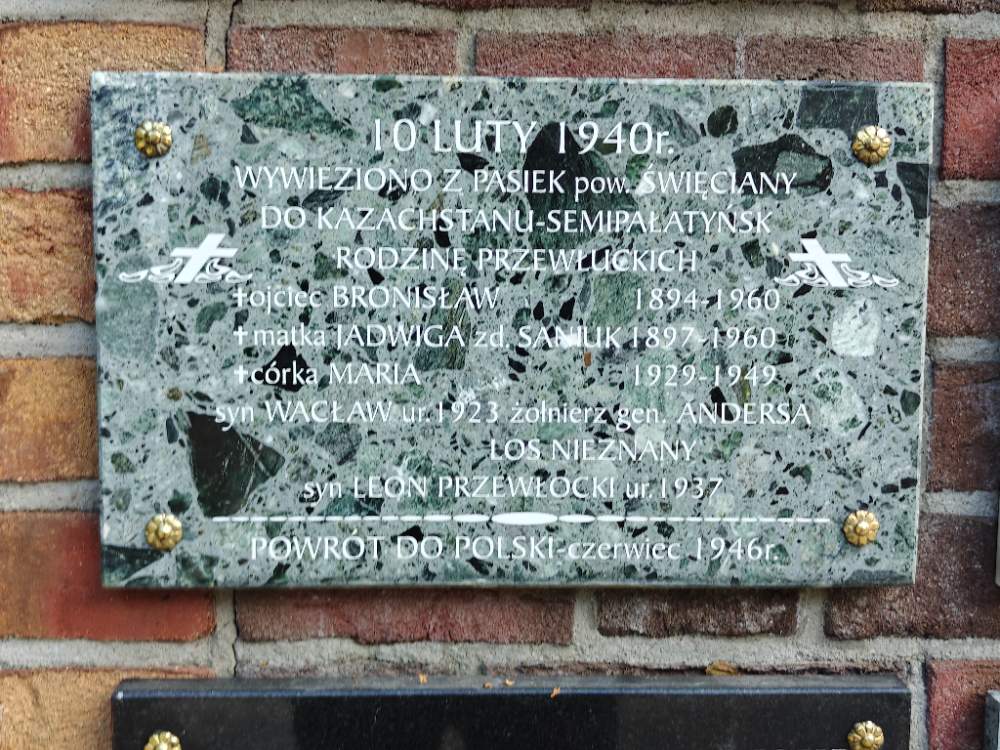 10 LUTY 1940r.
WYWIEZIONO Z PASIEK pow. ŚWIĘCIANY
DO KAZACHSTANU-SEMIPAŁATYŃSK
RODZINĘ PRZEWŁUCKICH
+ojciec BRONISŁAW 1894-1960
+matka JADWIGA zd. SANIUK 1897-1960
+córka MARIA 1929-1949
syn WACŁAW ur.1923 żołnierz gen. ANDERSA
LOS NIEZNANY
syn LEON PRZEWŁOCKI ur.1937
POWRÓT DO POLSKI-czerwiec 1946r.